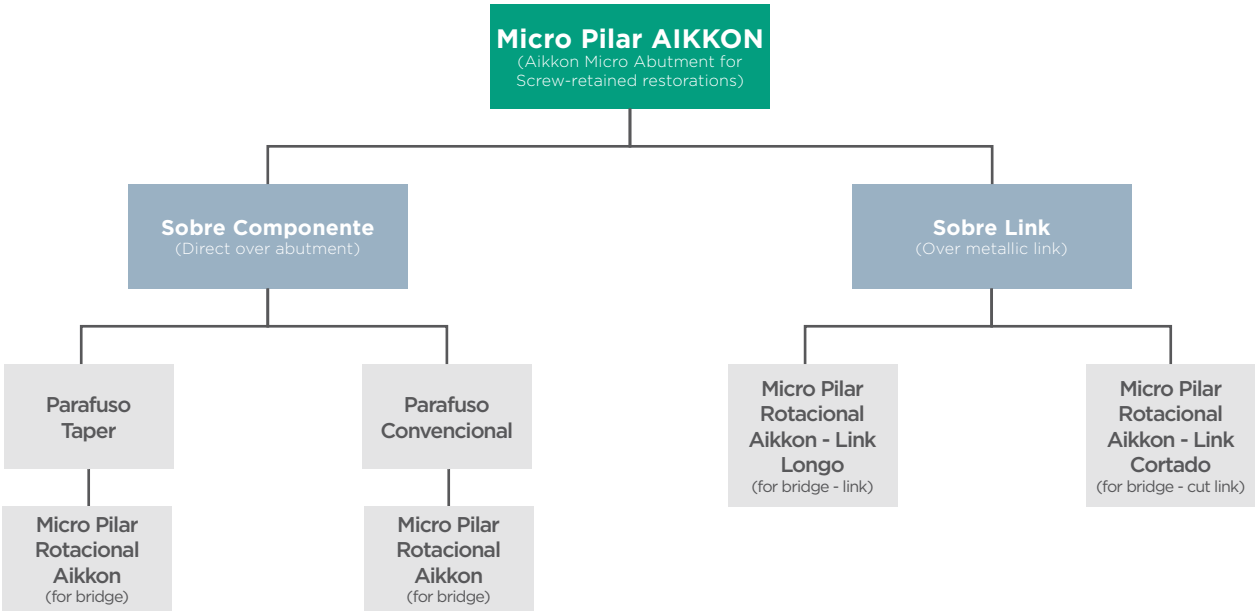 Micro Pilar AIKKON
(Aikkon Micro Abutment for
Screw-retained restorations)
Sobre Componente
(Direct over abutment)
Sobre Link
(Over metallic link)
Parafuso
Taper
Parafuso
Convencional
Micro Pilar
Rotacional
Aikkon - Link
Longo
(for bridge - link)
Micro Pilar
Rotacional
Aikkon - Link
Cortado
(for bridge - cut link)
Micro Pilar
Rotacional
Aikkon
(for bridge)
Micro Pilar
Rotacional
Aikkon
(for bridge)